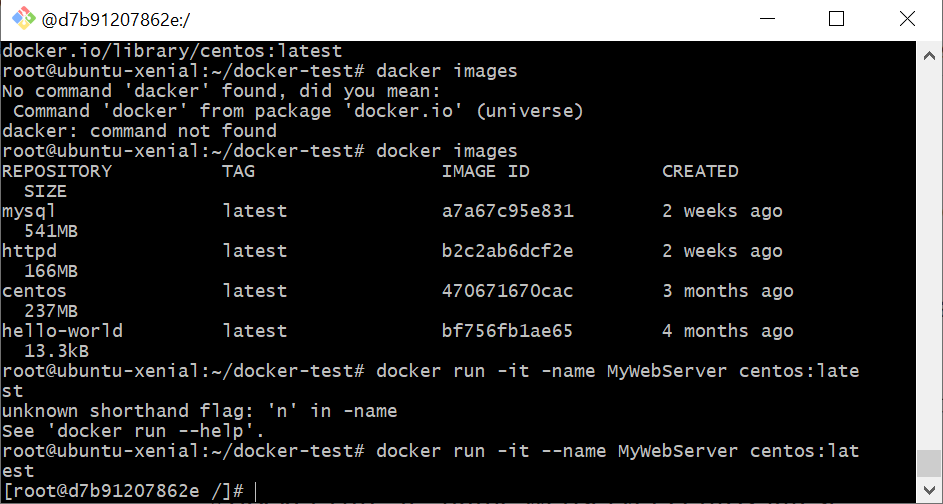 @d7b91207862e:/
docker.io/library/centos:latest
root@ubuntu-xenial:~/docker-test# dacker images
No command 'dacker' found, did you mean:
 Command 'docker' from package 'docker.io' (universe)
dacker: command not found
root@ubuntu-xenial:~/docker-test# docker images
REPOSITORY          TAG                 IMAGE ID            CREATED
  SIZE
mysql               latest              a7a67c95e831        2 weeks ago
  541MB
httpd               latest              b2c2ab6dcf2e        2 weeks ago
  166MB
centos              latest              470671670cac        3 months ago
  237MB
hello-world         latest              bf756fb1ae65        4 months ago
  13.3kB
root@ubuntu-xenial:~/docker-test# docker run -it -name MyWebServer centos:late
st
unknown shorthand flag: 'n' in -name
See 'docker run --help'.
root@ubuntu-xenial:~/docker-test# docker run -it --name MyWebServer centos:lat
est
[root@d7b91207862e /]#